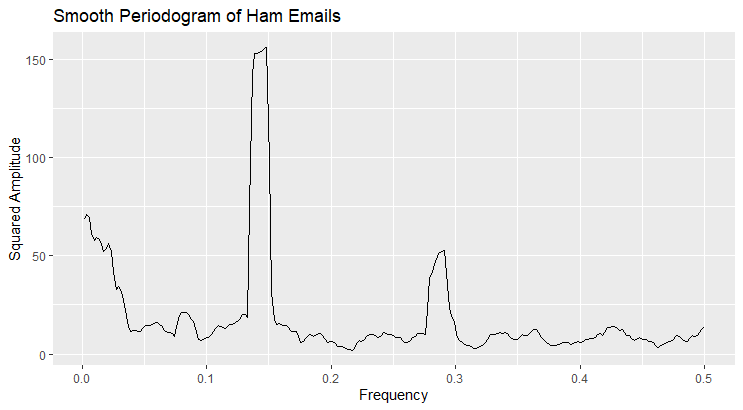 Smooth Periodogram of Ham Emails
Squared Amplitude
150
100
50
0
0.0 0.1 0.2 0.3 0.4 0.5
Frequency